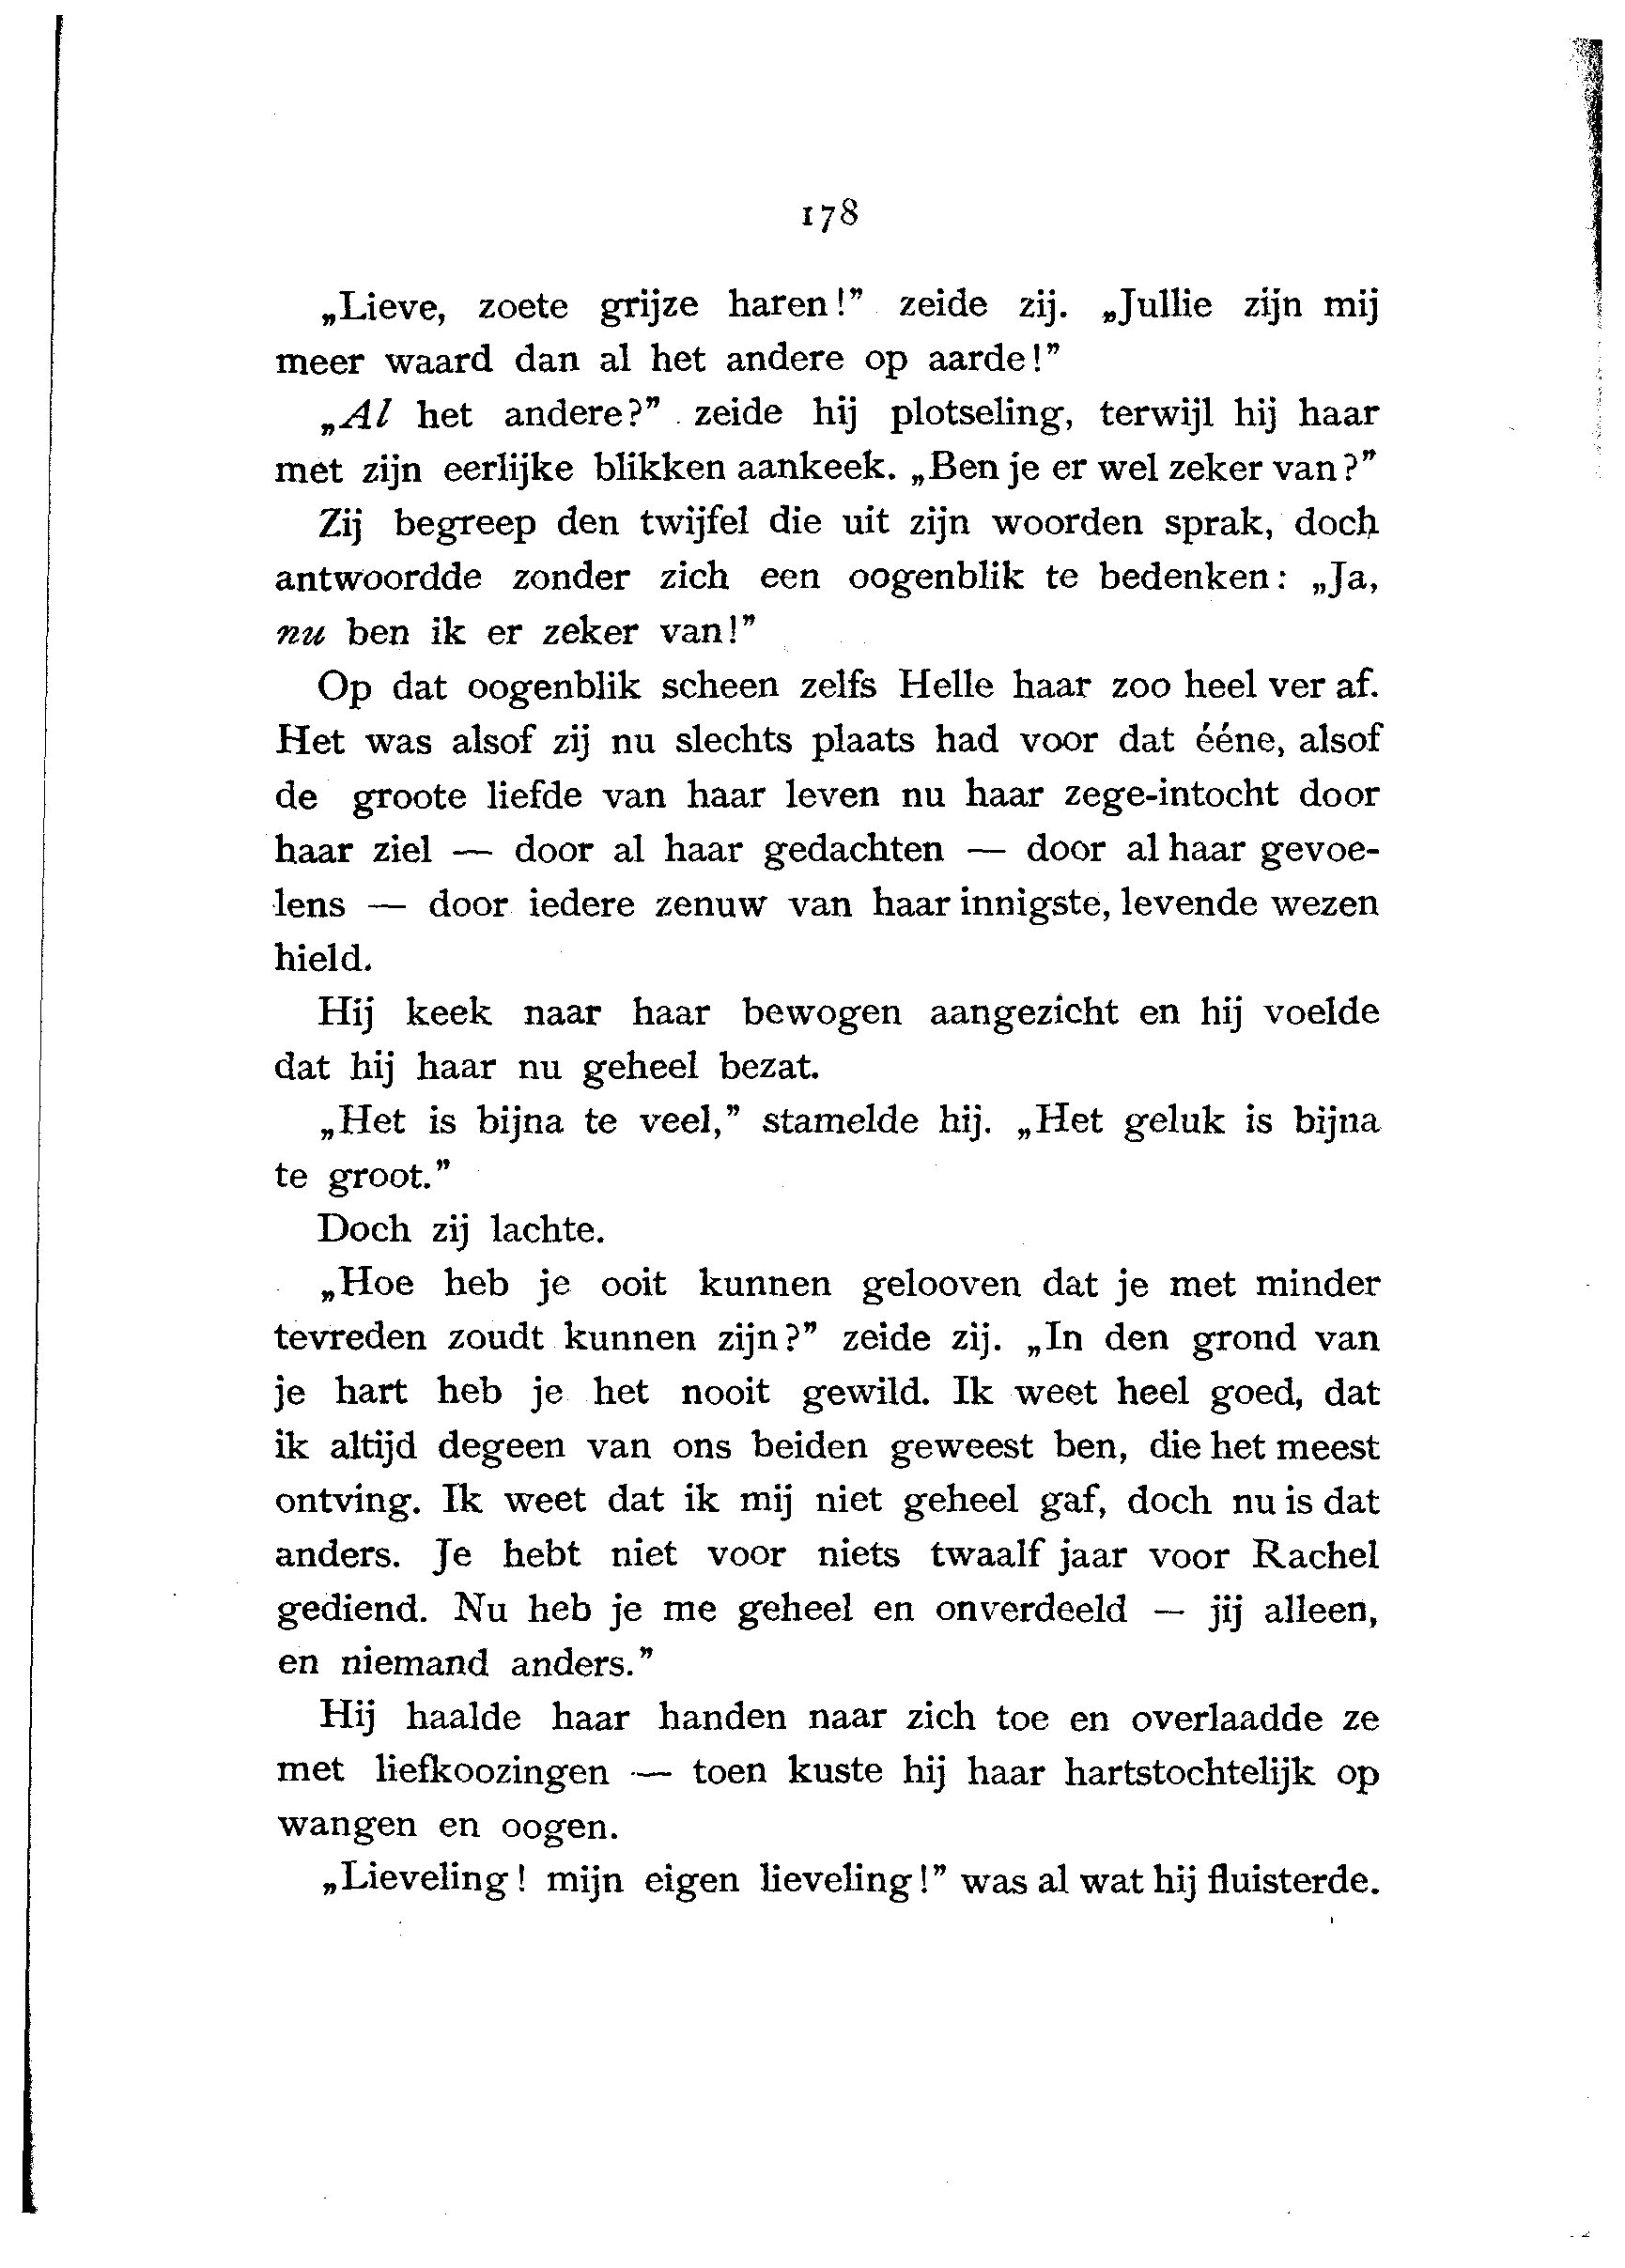 178
„Lieve, zoete grijze haren!” zeide zij. „Jullie zijn mij
meer waard dan al het andere op aarde!”
„Al het andere?” zeide hij plotseling, terwijl hij haar
met zijn eerlijke blikken aankeek. „Ben je er wel zeker van?”
Zij begreep den twijfel die uit zijn woorden sprak, doch
antwoordde zonder zich een oogenblik te bedenken: „Ja,
nu ben ik er zeker van!”
Op dat oogenblik scheen zelfs Helle haar zoo heel ver af.
Het was alsof zij nu slechts plaats had voor dat ééne, alsof
de groote liefde van haar leven nu haar zege-intocht door
haar ziel — door al haar gedachten — door al haar gevoe-
lens — door iedere zenuw van haar innigste, levende wezen
hield.
Hij keek naar haar bewogen aangezicht en hij voelde
dat hij haar nu geheel bezat.
„Het is bijna te veel,” stamelde hij. „Het geluk is bijna
te groot.”
Doch zij lachte.
„Hoe heb je ooit kunnen gelooven dat je met minder
tevreden zoudt kunnen zijn?” zeide zij. „In den grond van
je hart heb je het nooit gewild. Ik weet heel goed, dat
ik altijd degeen van ons beiden geweest ben, die het meest
ontving. Ik weet dat ik mij niet geheel gaf, doch nu is dat
anders. Je hebt niet voor niets twaalf jaar voor Rachel
gediend. Nu heb je me geheel en onverdeeld — jij alleen,
en niemand anders.”
Hij haalde haar handen naar zich toe en overlaadde ze
met liefkoozingen — toen kuste hij haar hartstochtelijk op
wangen en oogen.
„Lieveling! mijn eigen lieveling!” was al wat hij fluisterde.